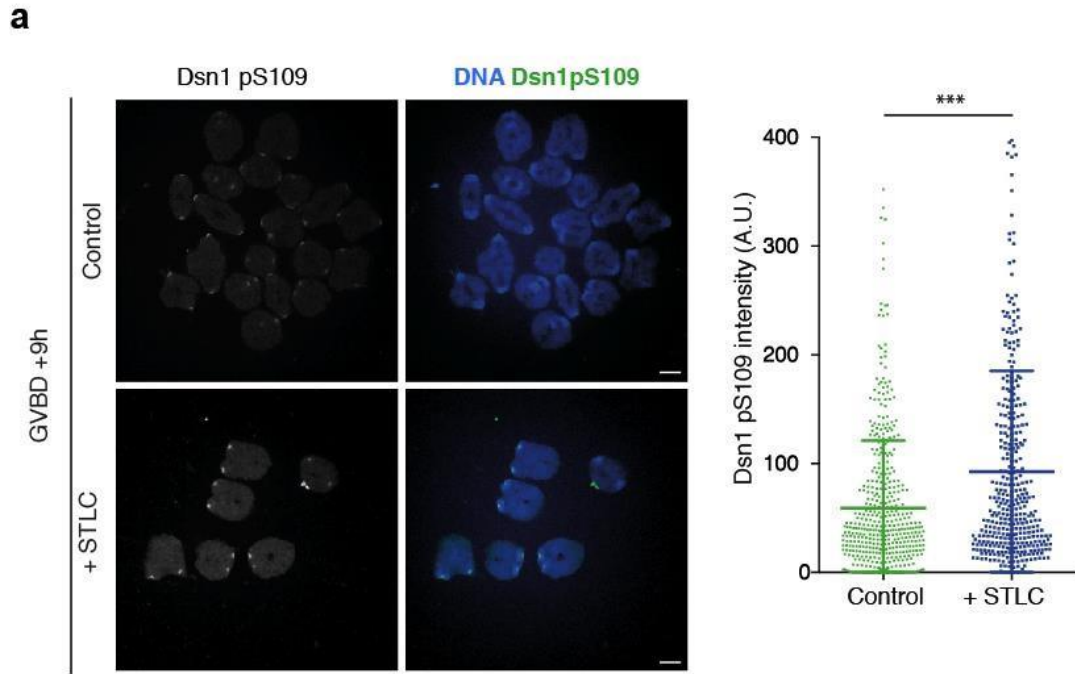 a
Dsn1 pS109
DNA Dsn1pS109
GVBD +9h
Control
+ STLC
***
Dsn1 pS109 intensity (A.U.)
400
300
200
100
0
Control
+ STLC